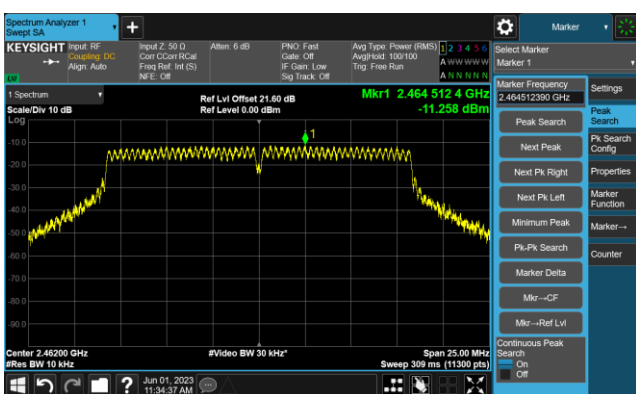 Spectrum Analyzer 1
Swept SA
Marker
KEYSIGHT
Input: RF
Coupling: DC
Align: Auto
Input Z: 50 Ω
Corr CCorr RCal
Freq Ref: Int (S)
NFE: Off
Atten: 6 dB
PNO: Fast
Gate: Off
IF Gain: Low
Sig Track: Off
Avg Type: Power (RMS)
Avg|Hold: 100/100
Trig: Free Run
1 2 3 4 5 6
A W W W W W
A N N N N N
LXI
Select Marker
Marker 1
1 Spectrum
Scale/Div 10 dB
Log
Ref Lvl Offset 21.60 dB
Ref Level 0.00 dBm
Mkr1 2.464 512 4 GHz
-11.258 dBm
1
-10.0
-20.0
-30.0
-40.0
-50.0
-60.0
-70.0
-80.0
-90.0
Center 2.46200 GHz
#Res BW 10 kHz
#Video BW 30 kHz*
Span 25.00 MHz
Sweep 309 ms (11300 pts)
Marker Frequency
2.464512390 GHz
Peak Search
Next Peak
Next Pk Right
Next Pk Left
Minimum Peak
Pk-Pk Search
Marker Delta
Mkr→CF
Mkr→Ref Lvl
Continuous Peak
Search
On
Off
Settings
Peak
Search
Pk Search
Config
Properties
Marker
Function
Marker→
Counter
?
Jun 01, 2023
11:34:37 AM